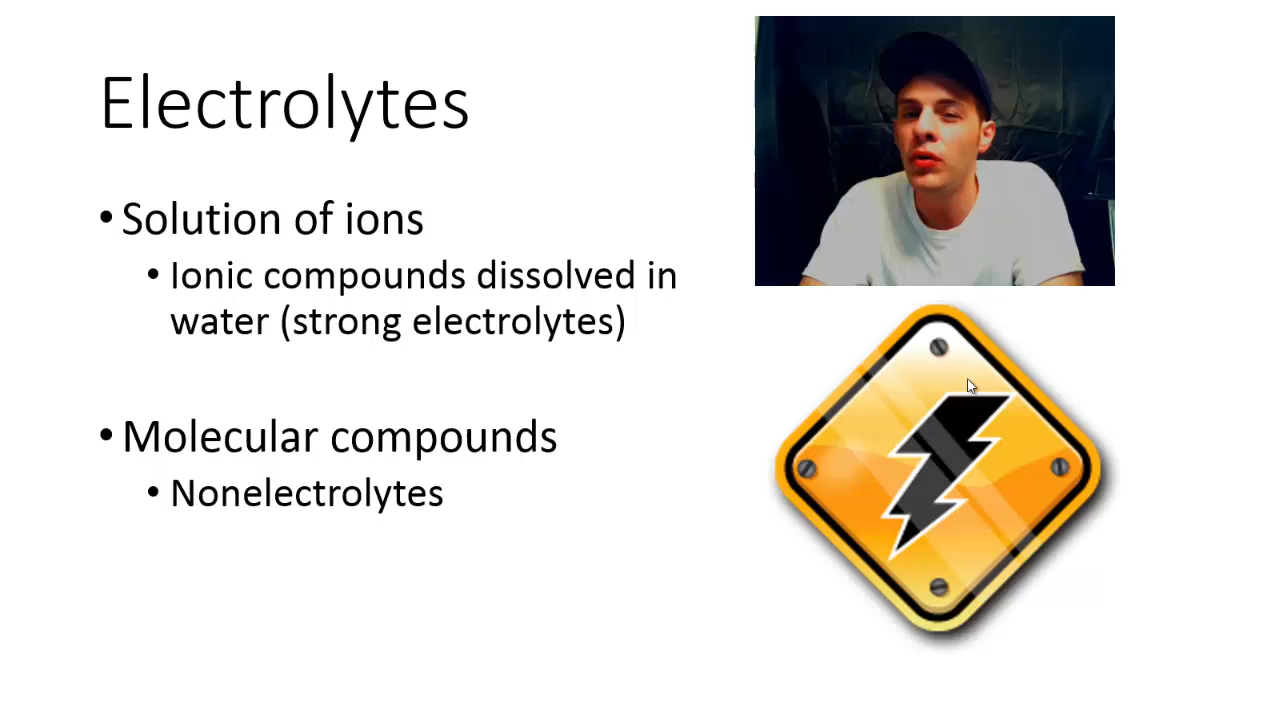 Electrolytes
• Solution of ions
• Ionic compounds dissolved in
water (strong electrolytes)
• Molecular compounds
• Nonelectrolytes